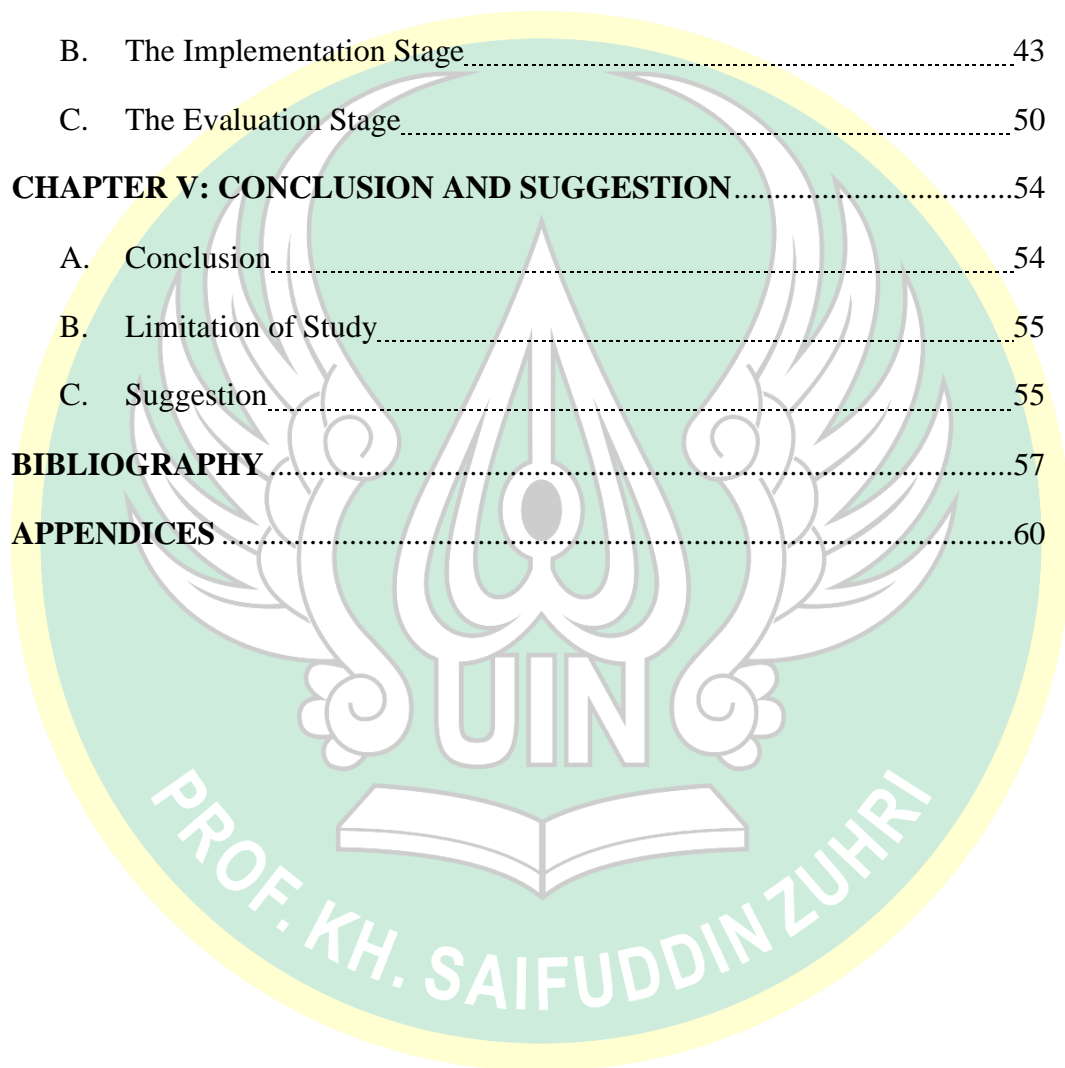 B. The Implementation Stage........................................43
C. The Evaluation Stage........................................50
CHAPTER V: CONCLUSION AND SUGGESTION........................................54
A. Conclusion........................................54
B. Limitation of Study........................................55
C. Suggestion........................................55
BIBLIOGRAPHY........................................57
APPENDICES........................................60
UIN
PROF. KH. SAIFUDDIN ZUHRI